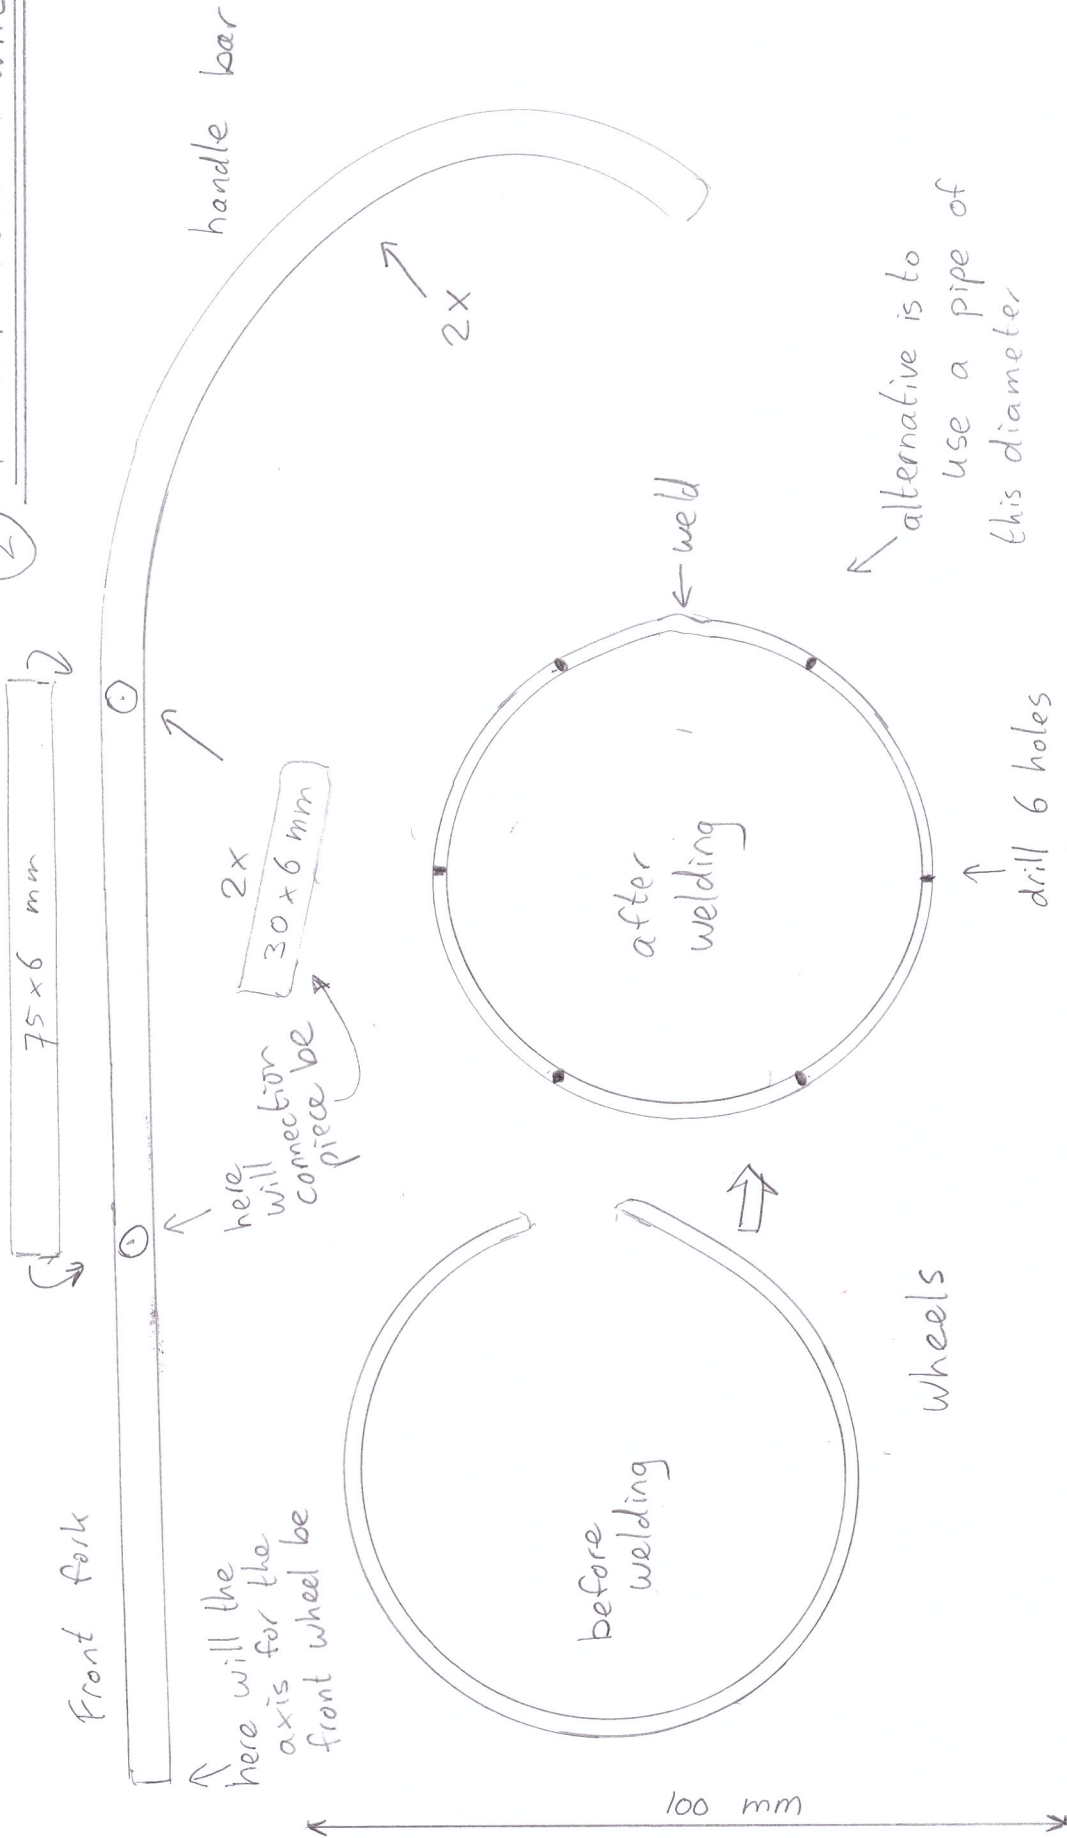 2
75 x 6 mm
Front fork
handle bar
2x
2x
30 x 6 mm
here
will
connection
piece be
here will the
axis for the
front wheel be
before
welding
after
welding
← weld
alternative is to
use a pipe of
this diameter
drill 6 holes
wheels
100 mm